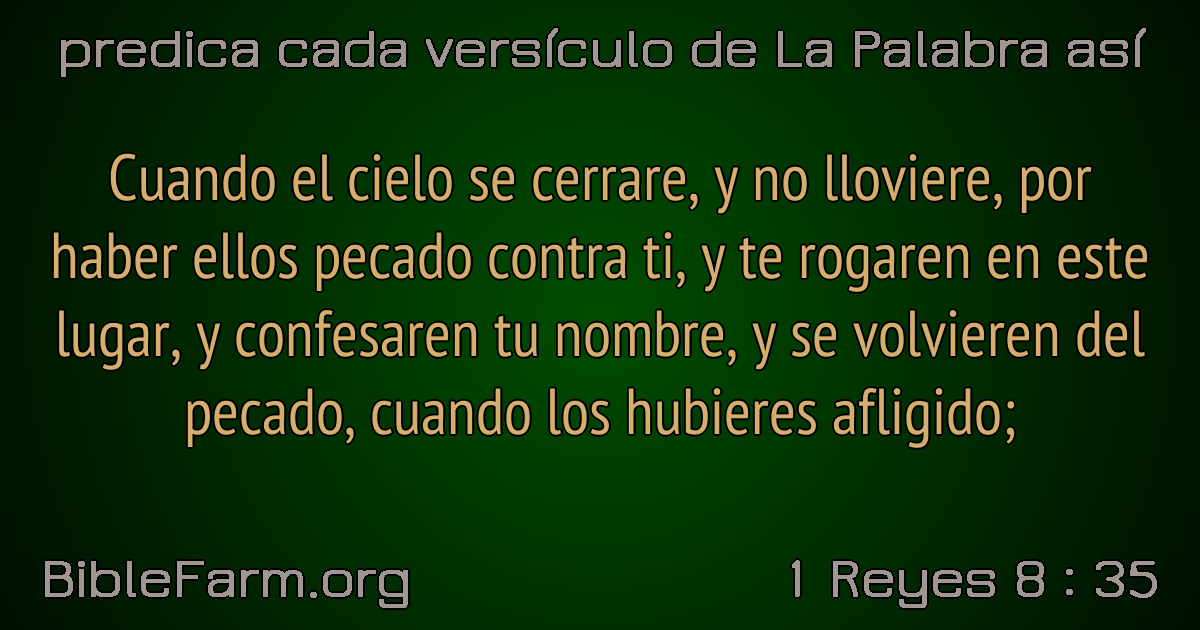 predica cada versículo de La Palabra así
Cuando el cielo se cerrare, y no lloviere, por
haber ellos pecado contra ti, y te rogaren en este
lugar, y confesaren tu nombre, y se volvieren del
pecado, cuando los hubieres afligido;
BibleFarm.org
1 Reyes 8 : 35